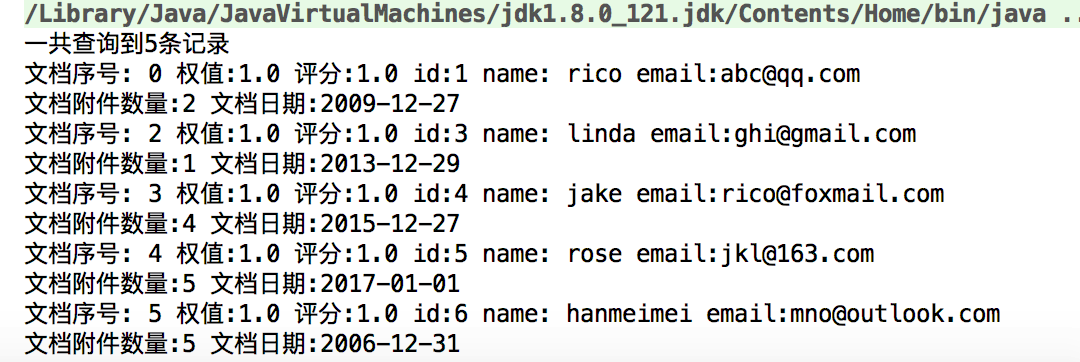 /Library/Java/JavaVirtualMachines/jdk1.8.0_121.jdk/Contents/Home/bin/java ..
一共查询到5条记录
文档序号: 0 权值:1.0 评分:1.0 id:1 name: rico email:abc@qq.com
文档附件数量:2 文档日期:2009-12-27
文档序号: 2 权值:1.0 评分:1.0 id:3 name: linda email:ghi@gmail.com
文档附件数量:1 文档日期:2013-12-29
文档序号: 3 权值:1.0 评分:1.0 id:4 name: jake email:rico@foxmail.com
文档附件数量:4 文档日期:2015-12-27
文档序号: 4 权值:1.0 评分:1.0 id:5 name: rose email:jkl@163.com
文档附件数量:5 文档日期:2017-01-01
文档序号: 5 权值:1.0 评分:1.0 id:6 name: hanmeimei email:mno@outlook.com
文档附件数量:5 文档日期:2006-12-31